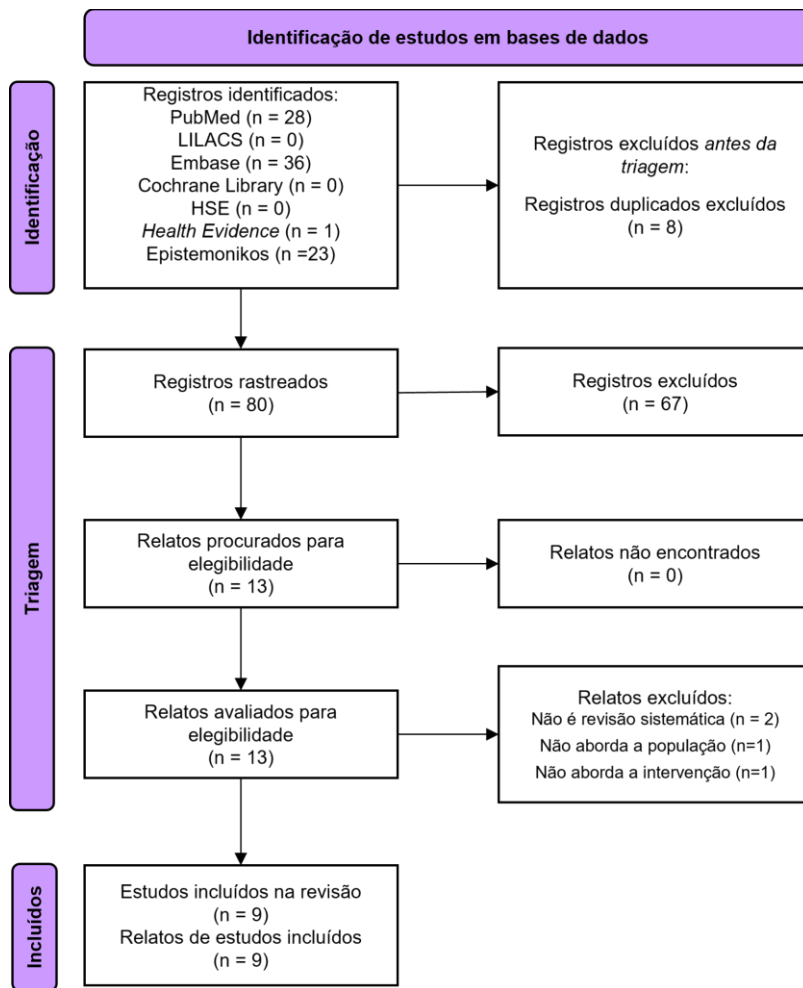 Identificação de estudos em bases de dados
Identificação
Registros identificados:
PubMed (n = 28)
LILACS (n = 0)
Embase (n = 36)
Cochrane Library (n = 0)
HSE (n = 0)
Health Evidence (n = 1)
Epistemonikos (n =23)
Registros excluídos antes da
triagem:
Registros duplicados excluídos
(n = 8)
Triagem
Registros rastreados
(n = 80)
Registros excluídos
(n = 67)
Relatos procurados para
elegibilidade
(n = 13)
Relatos não encontrados
(n = 0)
Relatos avaliados para
elegibilidade
(n = 13)
Relatos excluídos:
Não é revisão sistemática (n = 2)
Não aborda a população (n=1)
Não aborda a intervenção (n=1)
Incluídos
Estudos incluídos na revisão
(n = 9)
Relatos de estudos incluídos
(n = 9)